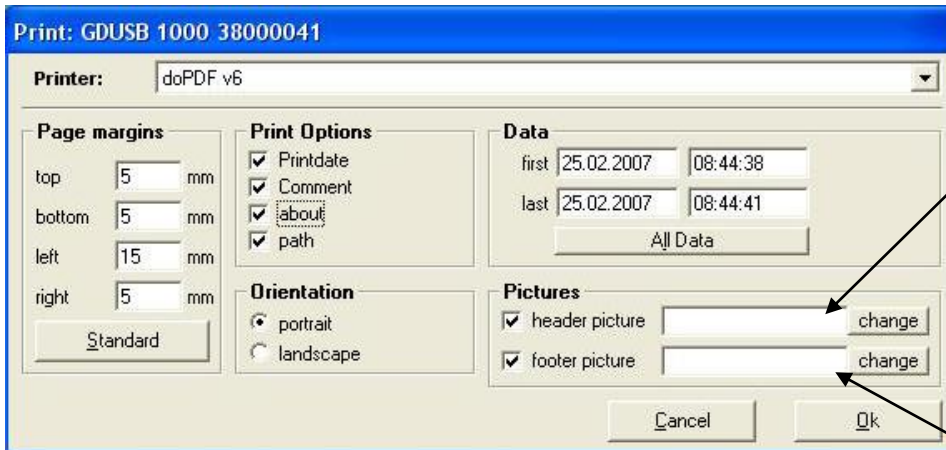 Print: GDUSB 1000 38000041
Printer: doPDF v6
Page margins
top 5 mm
bottom 5 mm
left 15 mm
right 5 mm
Standard
Print Options
Printdate
Comment
about
path
Orientation
portrait
landscape
Data
first 25.02.2007 08:44:38
last 25.02.2007 08:44:41
All Data
Pictures
header picture change
footer picture change
Cancel Ok